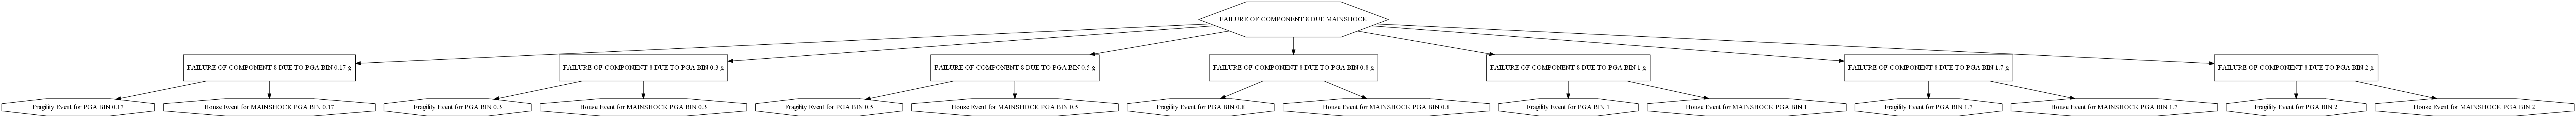 FAILURE OF COMPONENT 8 DUE MAINSHOCK
FAILURE OF COMPONENT 8 DUE TO PGA BIN 0.17 g
FAILURE OF COMPONENT 8 DUE TO PGA BIN 0.3 g
FAILURE OF COMPONENT 8 DUE TO PGA BIN 0.5 g
FAILURE OF COMPONENT 8 DUE TO PGA BIN 0.8 g
FAILURE OF COMPONENT 8 DUE TO PGA BIN 1 g
FAILURE OF COMPONENT 8 DUE TO PGA BIN 1.7 g
FAILURE OF COMPONENT 8 DUE TO PGA BIN 2 g
Fragility Event for PGA BIN 0.17
House Event for MAINSHOCK PGA BIN 0.17
Fragility Event for PGA BIN 0.3
House Event for MAINSHOCK PGA BIN 0.3
Fragility Event for PGA BIN 0.5
House Event for MAINSHOCK PGA BIN 0.5
Fragility Event for PGA BIN 0.8
House Event for MAINSHOCK PGA BIN 0.8
Fragility Event for PGA BIN 1
House Event for MAINSHOCK PGA BIN 1
Fragility Event for PGA BIN 1.7
House Event for MAINSHOCK PGA BIN 1.7
Fragility Event for PGA BIN 2
House Event for MAINSHOCK PGA BIN 2